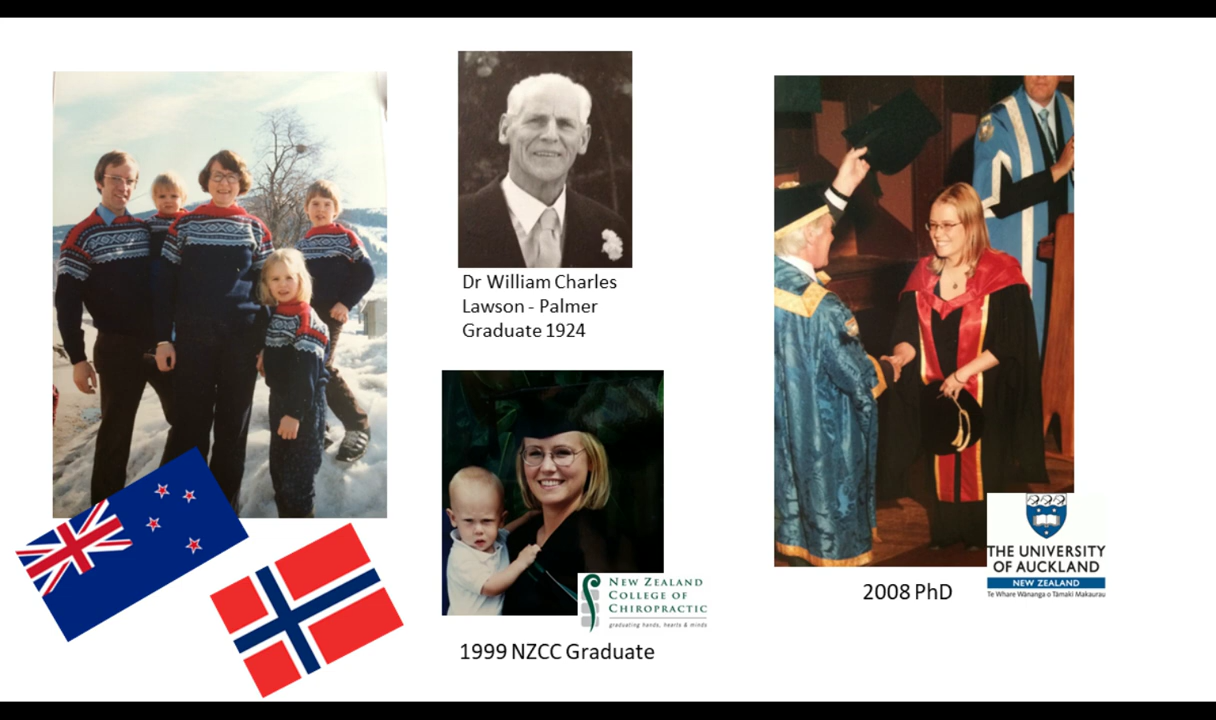 Dr William Charles
Lawson - Palmer
Graduate 1924
NEW ZEALAND
COLLEGE OF
CHIROPRACTIC
graduating hands, hearts & minds
1999 NZCC Graduate
THE UNIVERSITY
OF AUCKLAND
NEW ZEALAND
Te Whare Wānanga o Tāmaki Makaurau
2008 PhD